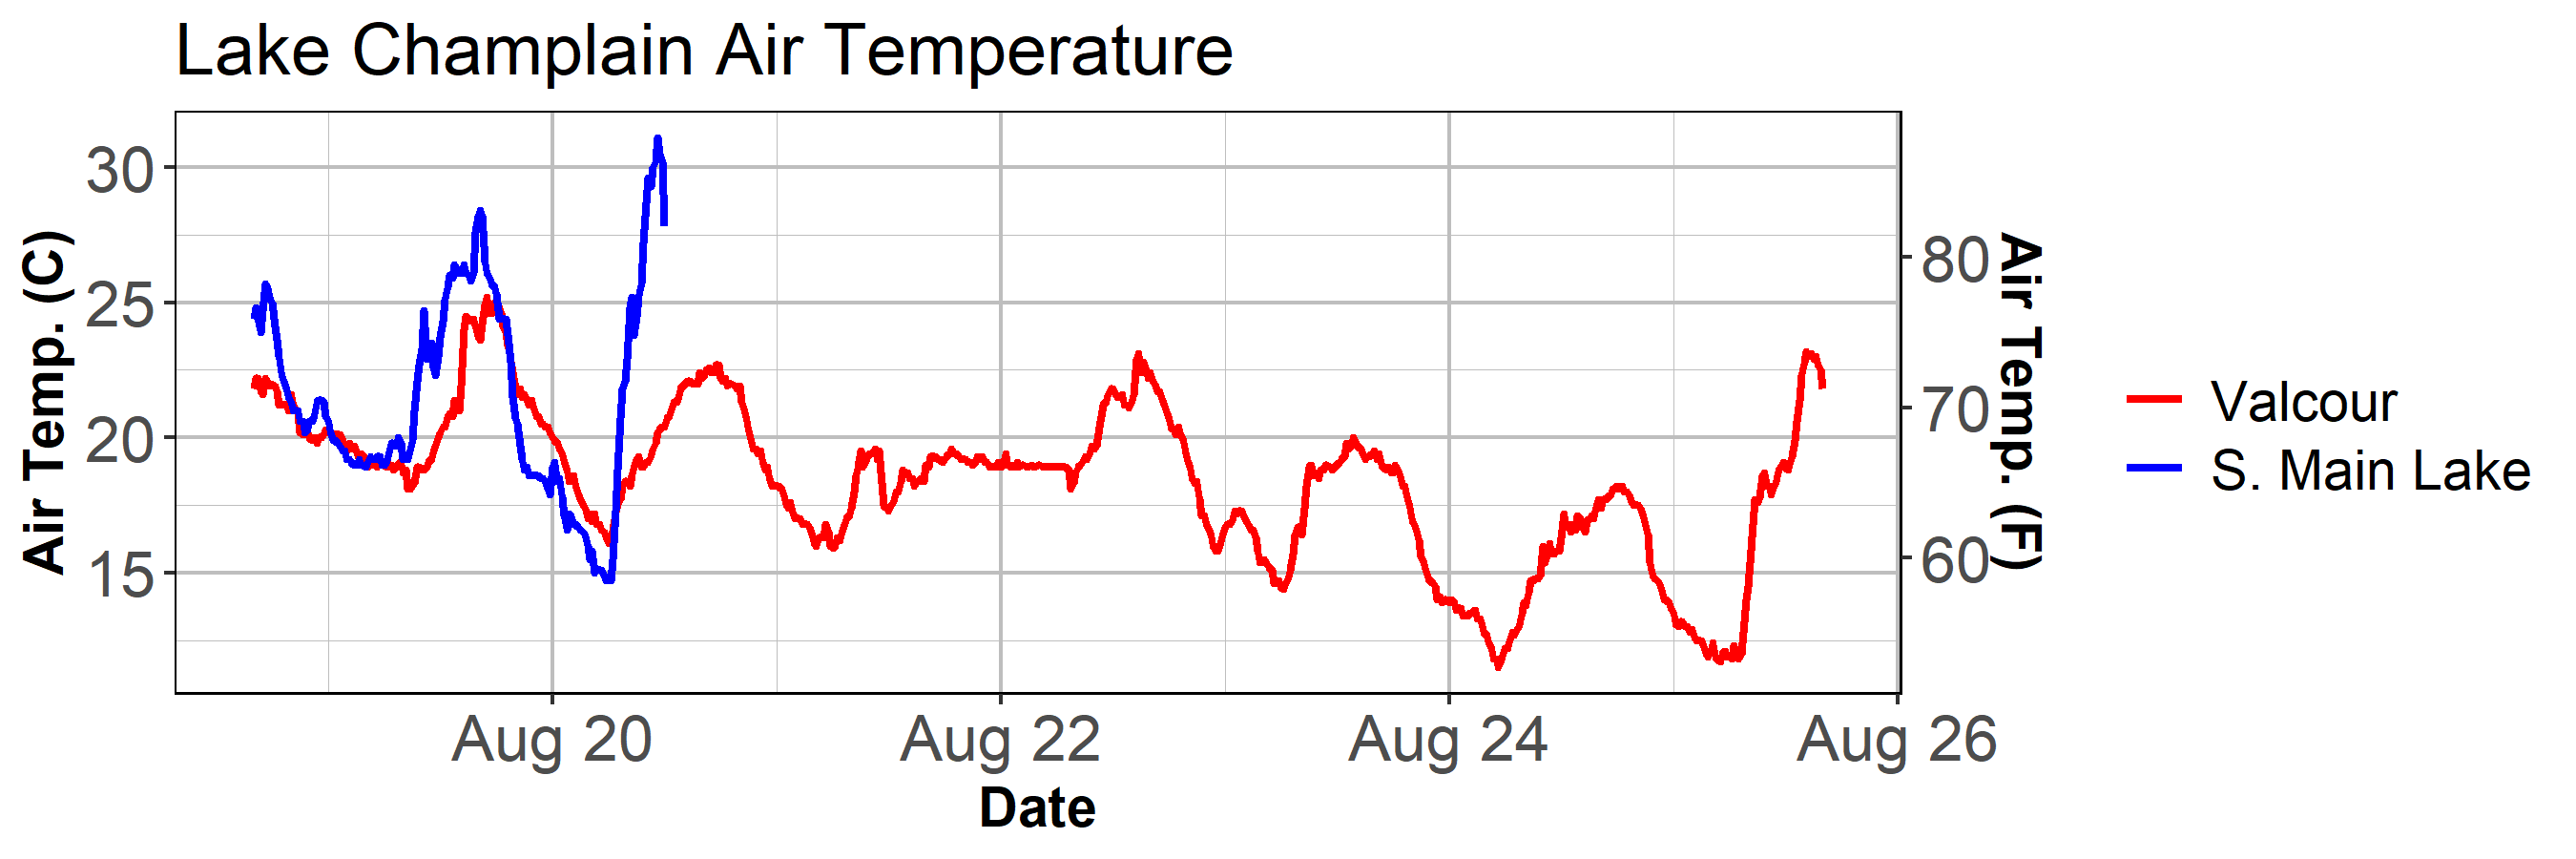 Lake Champlain Air Temperature
Air Temp. (C)
30
25
20
15
80
70
60
Air Temp. (F)
Aug 20
Aug 22
Aug 24
Aug 26
Date
Valcour
S. Main Lake